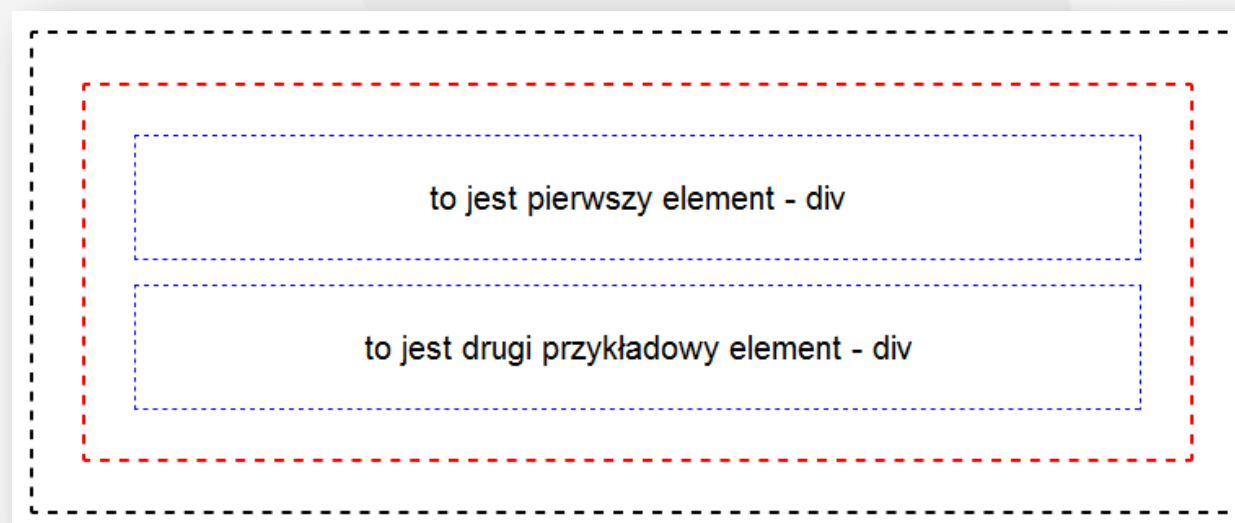 to jest pierwszy element - div
to jest drugi przykładowy element - div